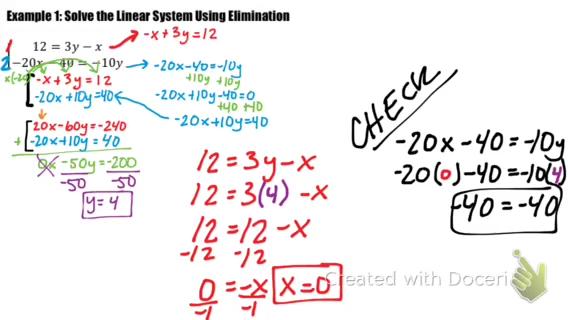 Example 1: Solve the Linear System Using Elimination
1 12 = 3y − x → -x + 3y = 12
2 −20x − 40 = −10y → -20x - 40 = -10y
+10y +10y
-20x + 10y - 40 = 0
+40 +40
-20x + 10y = 40
x(-20) [ -x + 3y = 12
-20x + 10y = 40
+ [ 20x - 60y = -240
-20x + 10y = 40
0x -50y = -200
-50 -50
y = 4
12 = 3y - x
12 = 3(4) - x
12 = 12 - x
-12 -12
0 = -x
-1 -1
x = 0
CHECK
-20x - 40 = -10y
-20(0) - 40 = -10(4)
-40 = -40
Created with Doceri